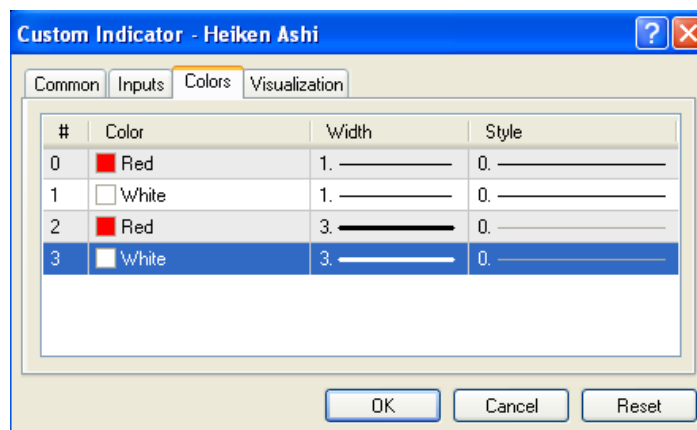 Custom Indicator - Heiken Ashi ?
Common Inputs Colors Visualization
# Color Width Style
0 Red 1. 0.
1 White 1. 0.
2 Red 3. 0.
3 White 3. 0.
OK Cancel Reset